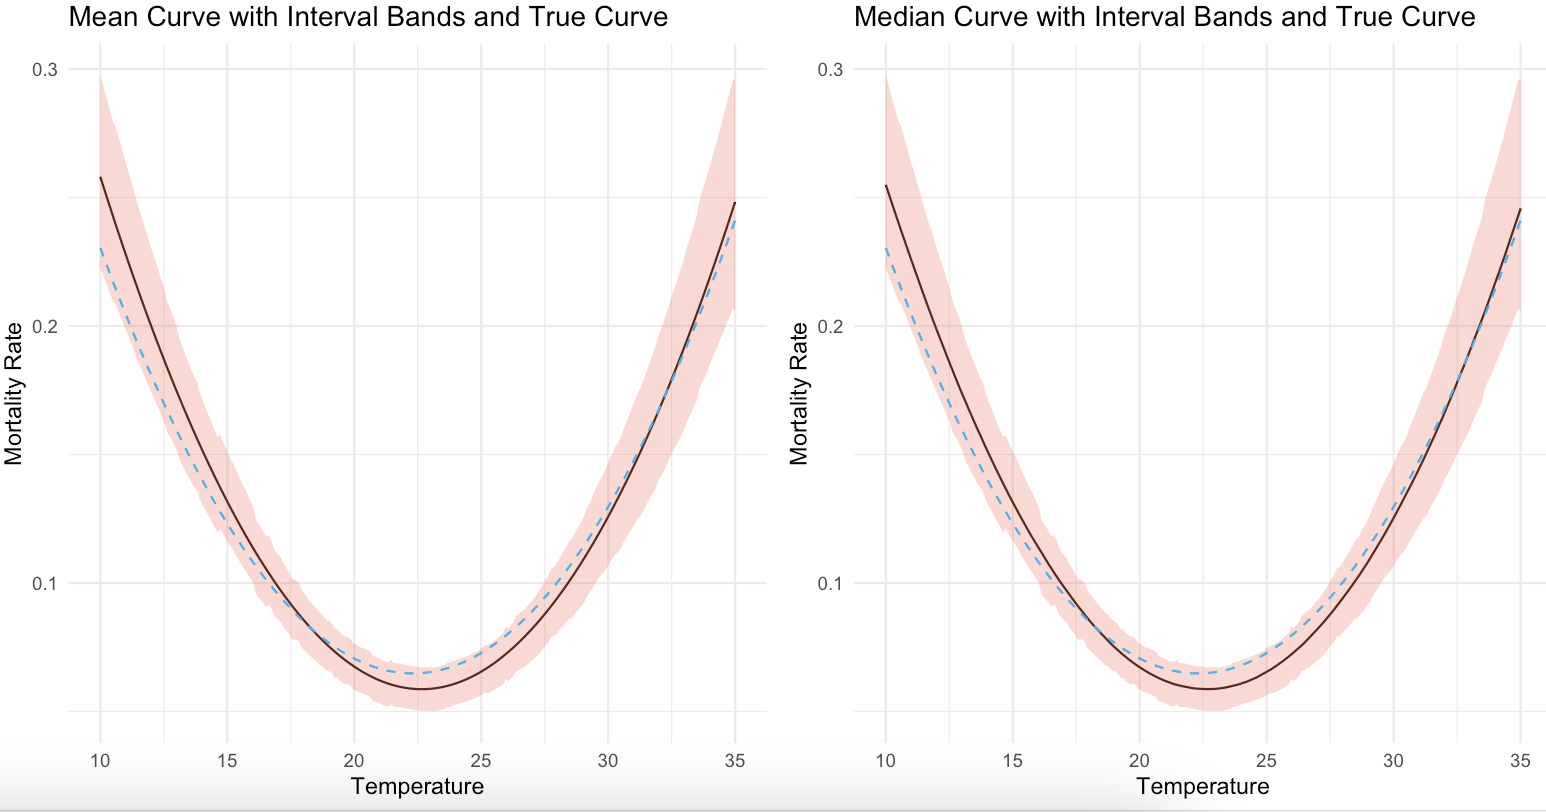 Mean Curve with Interval Bands and True Curve
0.3
0.2
0.1
Mortality Rate
10 15 20 25 30 35
Temperature
Median Curve with Interval Bands and True Curve
0.3
0.2
0.1
Mortality Rate
10 15 20 25 30 35
Temperature